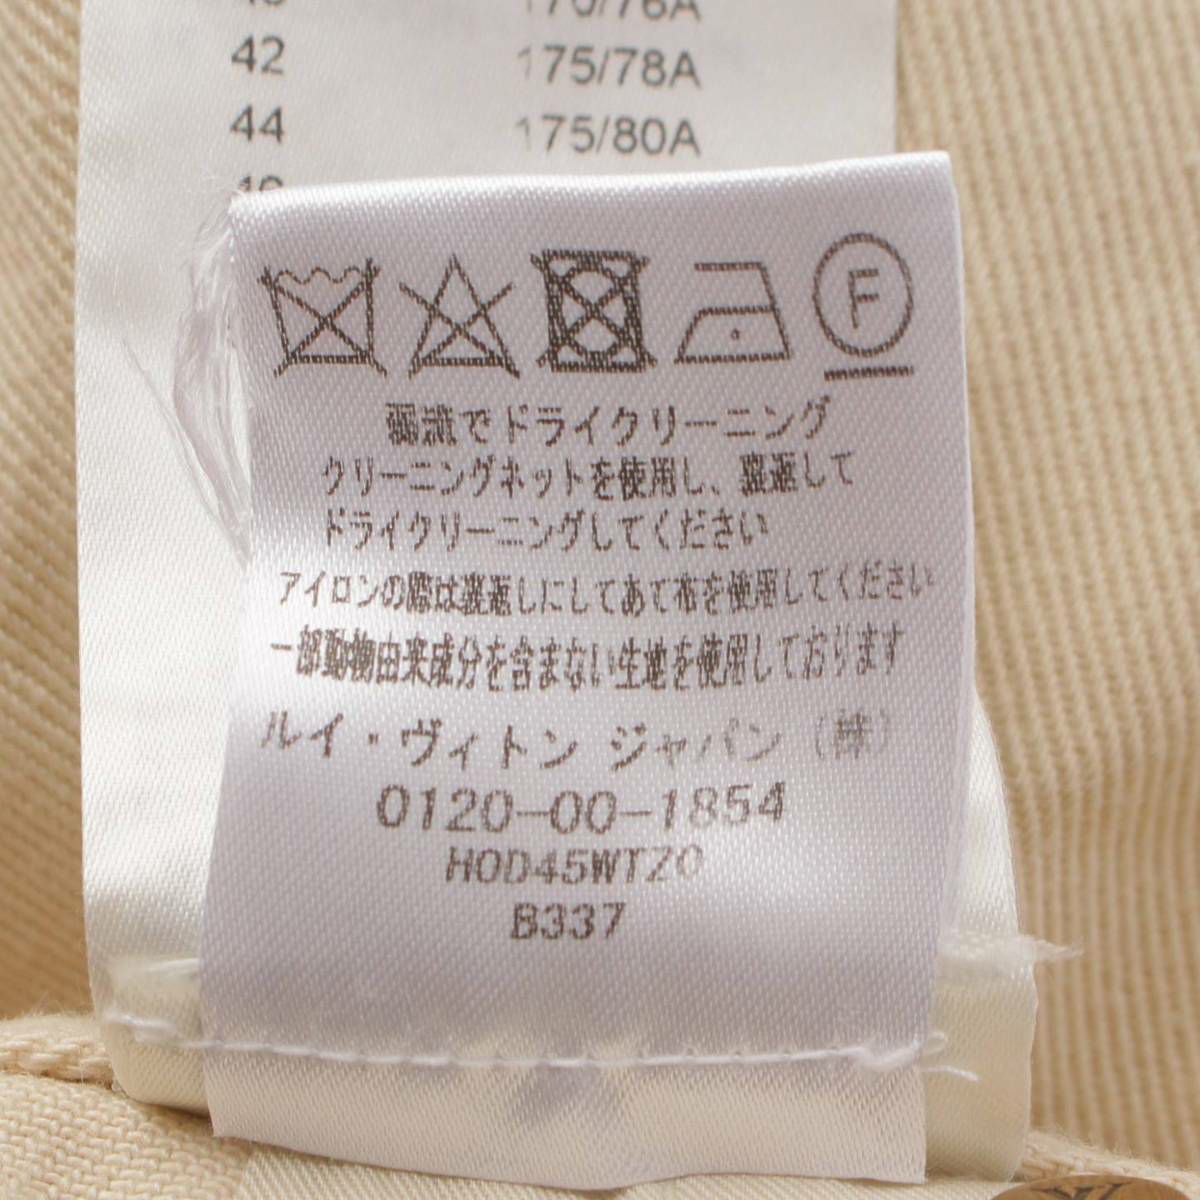 170/76A
42 175/78A
44 175/80A
F
弱流でドライクリーニング
クリーニングネットを使用し、裏返して
ドライクリーニングしてください
アイロンの際は裏返しにしてあて布を使用してください
一部動物由来成分を含まない生地を使用しております
ルイ・ヴィトン ジャパン (株)
0120-00-1854
HOD45WTZO
B337